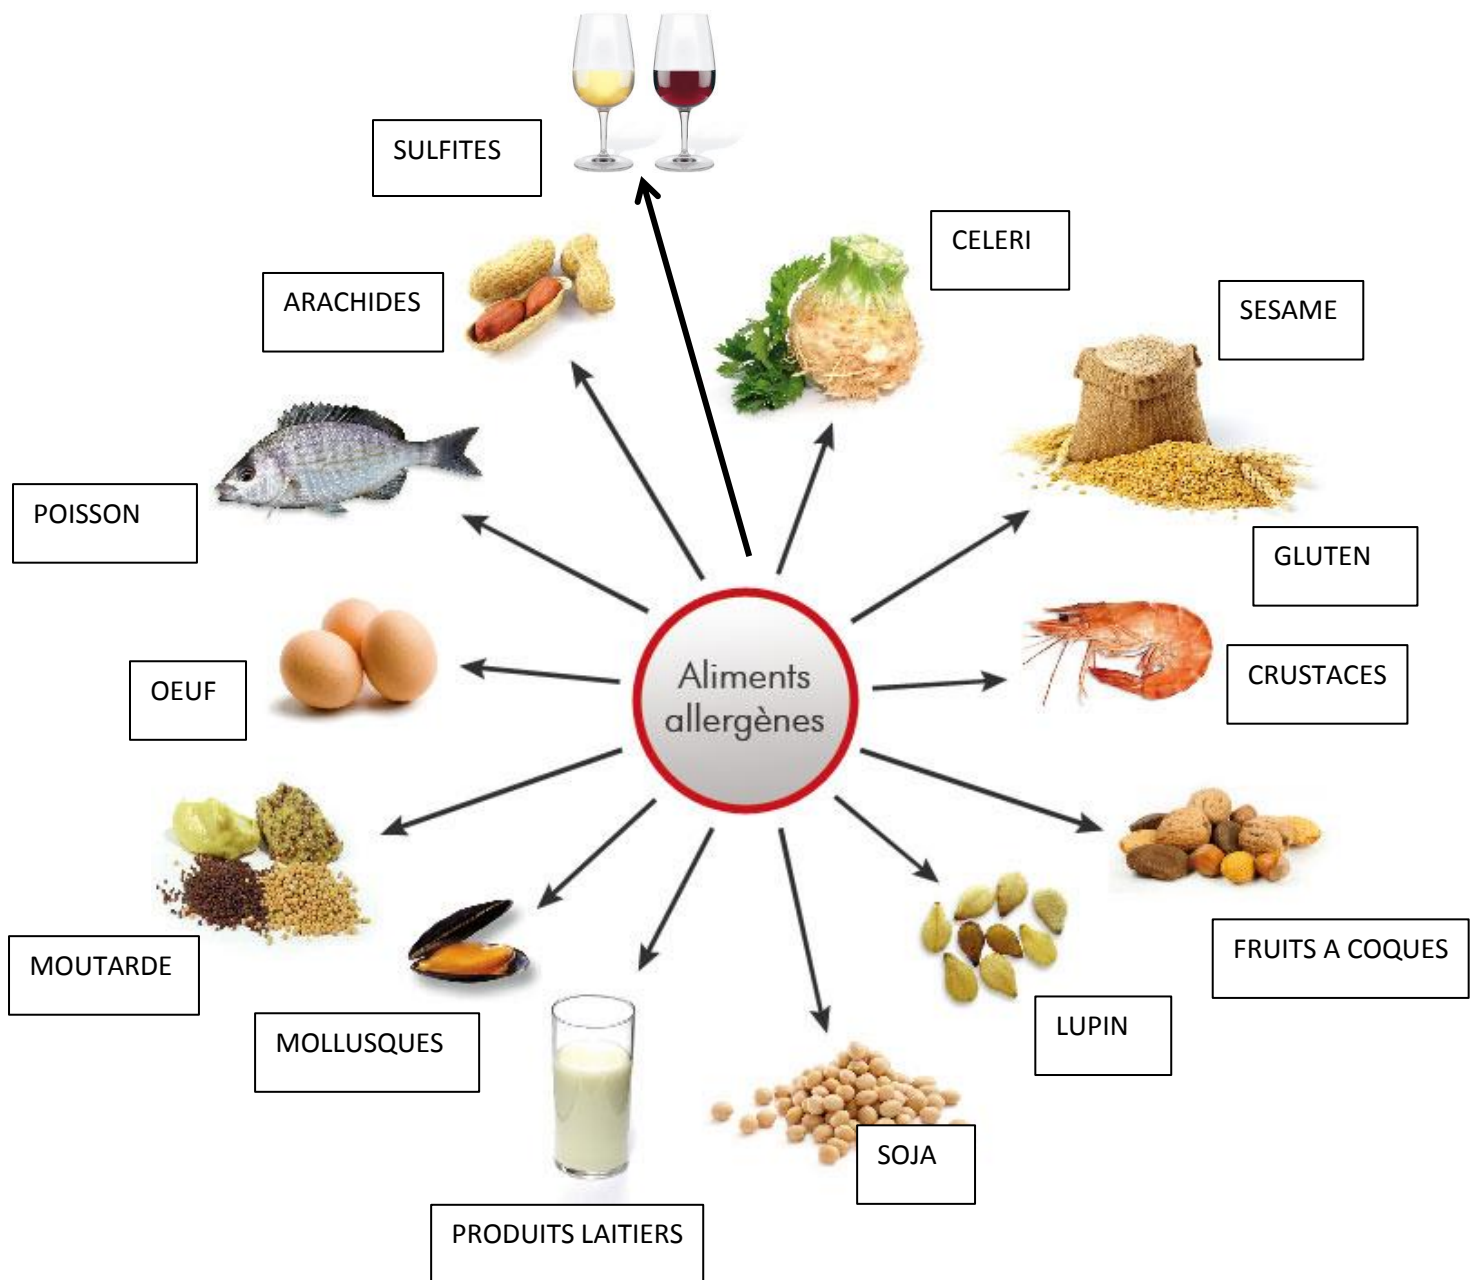 SULFITES
CELERI
ARACHIDES
SESAME
POISSON
GLUTEN
OEUF
Aliments
allergènes
CRUSTACES
MOUTARDE
FRUITS A COQUES
MOLLUSQUES
LUPIN
SOJA
PRODUITS LAITIERS